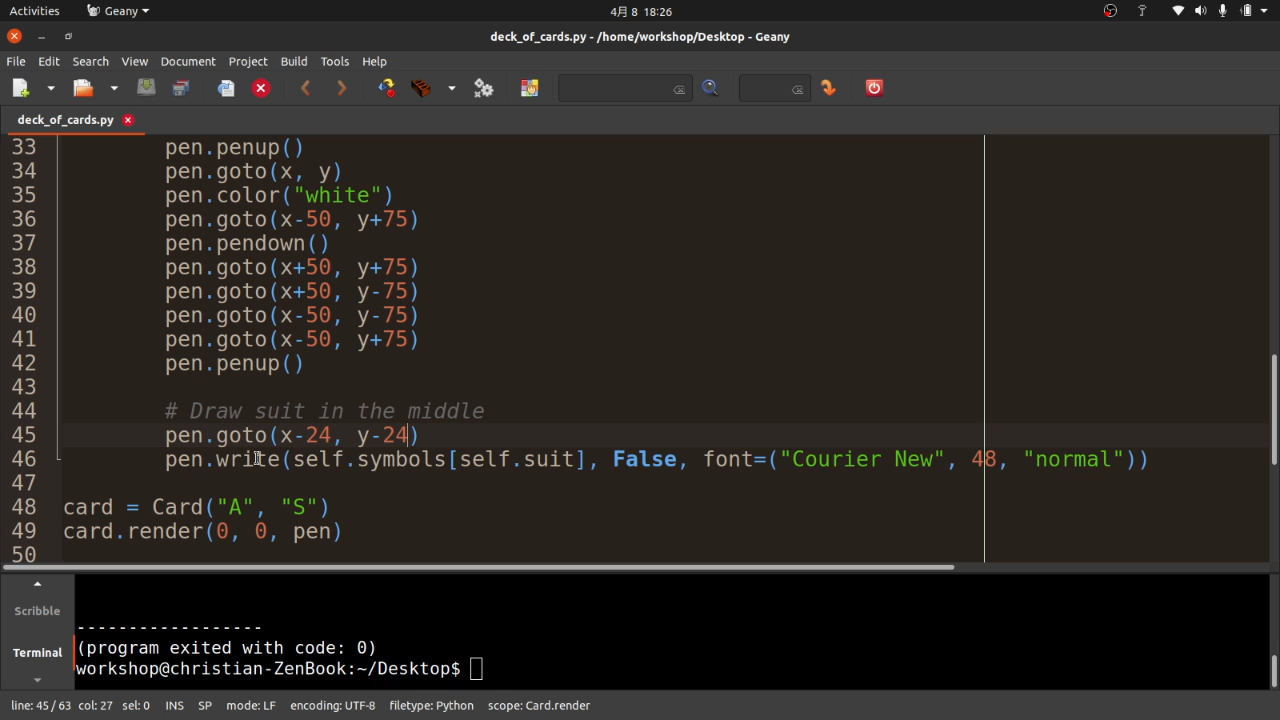 Activities Geany 4月 8 18:26
deck_of_cards.py - /home/workshop/Desktop - Geany
File Edit Search View Document Project Build Tools Help
deck_of_cards.py
33 pen.penup()
34 pen.goto(x, y)
35 pen.color("white")
36 pen.goto(x-50, y+75)
37 pen.pendown()
38 pen.goto(x+50, y+75)
39 pen.goto(x+50, y-75)
40 pen.goto(x-50, y-75)
41 pen.goto(x-50, y+75)
42 pen.penup()
43
44 # Draw suit in the middle
45 pen.goto(x-24, y-24)
46 pen.write(self.symbols[self.suit], False, font=("Courier New", 48, "normal"))
47
48 card = Card("A", "S")
49 card.render(0, 0, pen)
50
Scribble
Terminal
------------------
(program exited with code: 0)
workshop@christian-ZenBook:~/Desktop$
line: 45 / 63 col: 27 sel: 0 INS SP mode: LF encoding: UTF-8 filetype: Python scope: Card.render